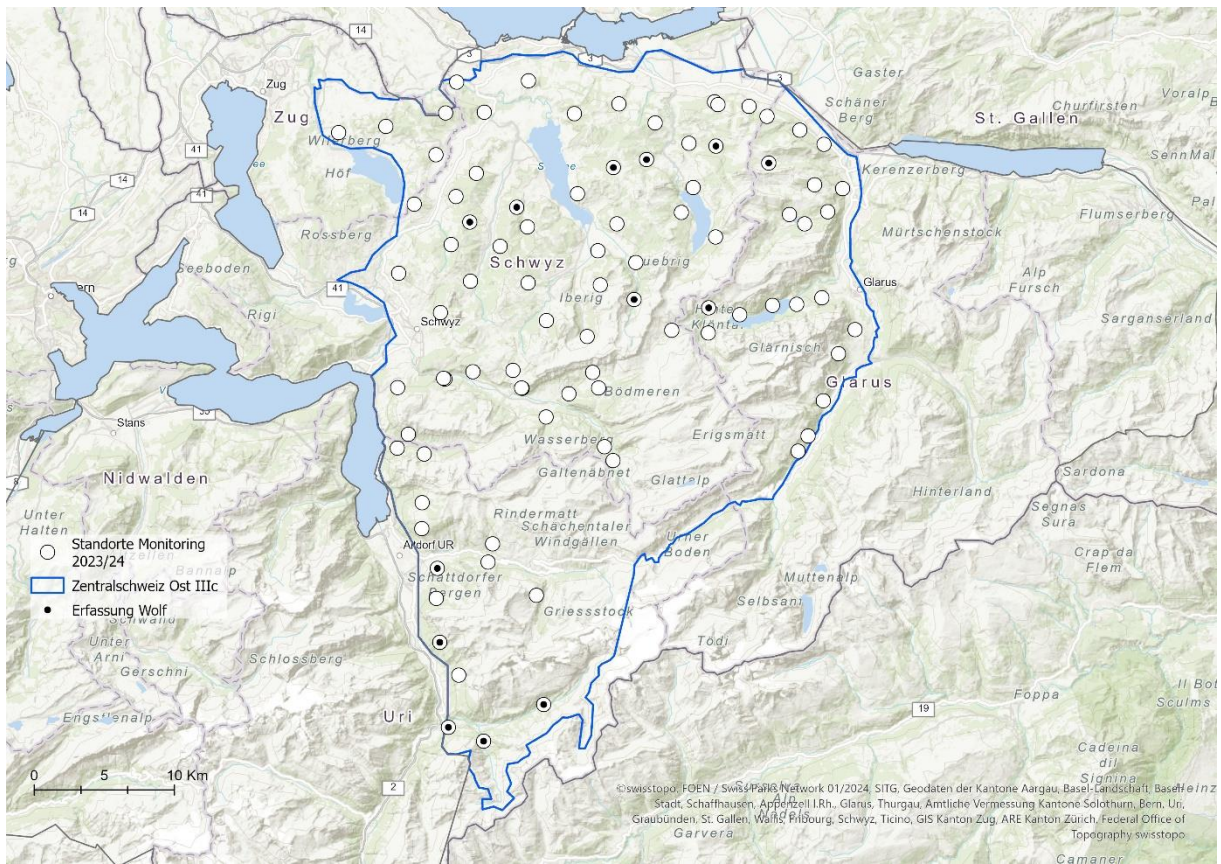 14
3
3
Zug
Gaster
3
Voralp
Schäner
Berg
Churfirsten
Zug
St. Gallen
Wilerberg
41
Kerenzerberg
14
Höf
14
41
Flumserberg
Rossberg
Mürtschenstock
Seeboden
Schwyz
Alp
Fursch
41
Iberig
Glarus
Rigi
Schwyz
Sarganserland
Glärnisch
Glarus
Bödmeren
Stans
Wasserberg
Erigsmatt
Galtenäbnet
Sardona
Nidwalden
Glattalp
8
Hinterland
Segnas
Sura
Unter
Halten
Rindermatt
Schächentaler
Windgällen
Urner
Boden
Standorte Monitoring
2023/24
Altdorf UR
Crap da
Flem
Bannalp
Schattdorfer
Bergen
Muttenalp
Zentralschweiz Ost IIIc
Selbsani
Griessstock
Erfassung Wolf
Schwald
Tödi
Unter
Arni
Schlossberg
Gerschni
Foppa
Il Bot
Sculms
Engstlenalp
Uri
19
Cadeina
dil
Signina
0 5 10 Km
2
©swisstopo, FOEN / Swiss Parks Network 01/2024, SITG, Geodaten der Kantone Aargau, Basel-Landschaft, Basel-
Stadt, Schaffhausen, Appenzell I.Rh., Glarus, Thurgau, Amtliche Vermessung Kantone Solothurn, Bern, Uri,
Graubünden, St. Gallen, Wallis, Fribourg, Schwyz, Ticino, GIS Kanton Zug, ARE Kanton Zürich, Federal Office of
Topography swisstopo
Garvera
Camaner